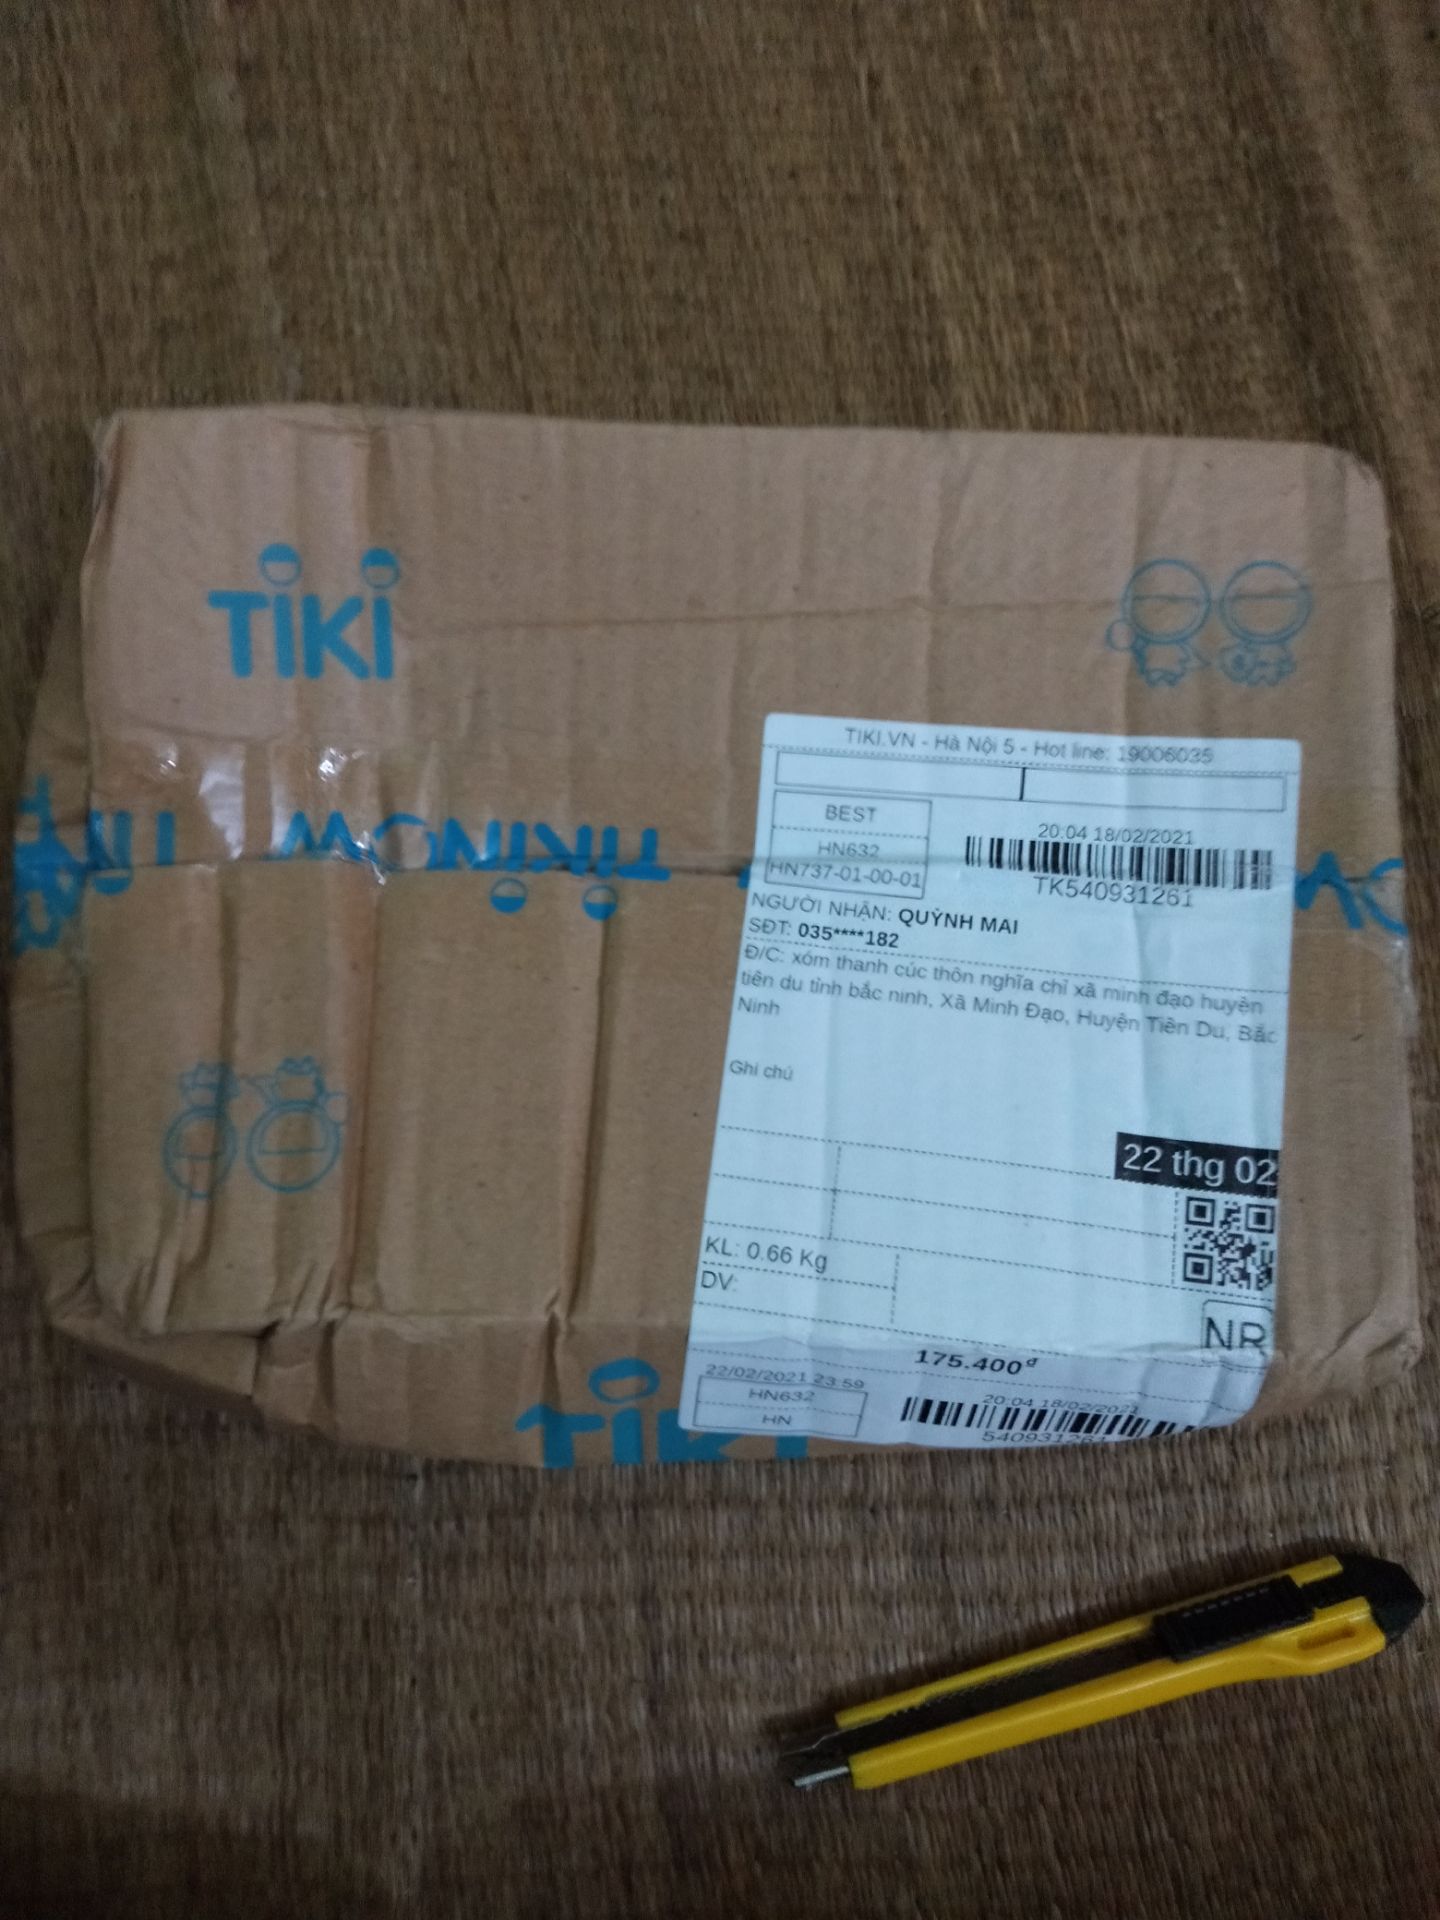 TiKi
TIKI.VN - Hà Nội 5 - Hot line: 19006035
BEST
HN632
HN737-01-00-01
20:04 18/02/2021
TK540931261
TIKINOW
NGƯỜI NHẬN: QUỲNH MAI
SĐT: 035****182
Đ/C: xóm thanh cúc thôn nghĩa chỉ xã minh đạo huyện
tiên du tỉnh bắc ninh, Xã Minh Đạo, Huyện Tiên Du, Bắc
Ninh
Ghi chú
22 thg 02
KL: 0.66 Kg
DV:
NR
175.400đ
22/02/2021 23:59
HN632
HN
20:04 18/02/2021
540931261
TiKi